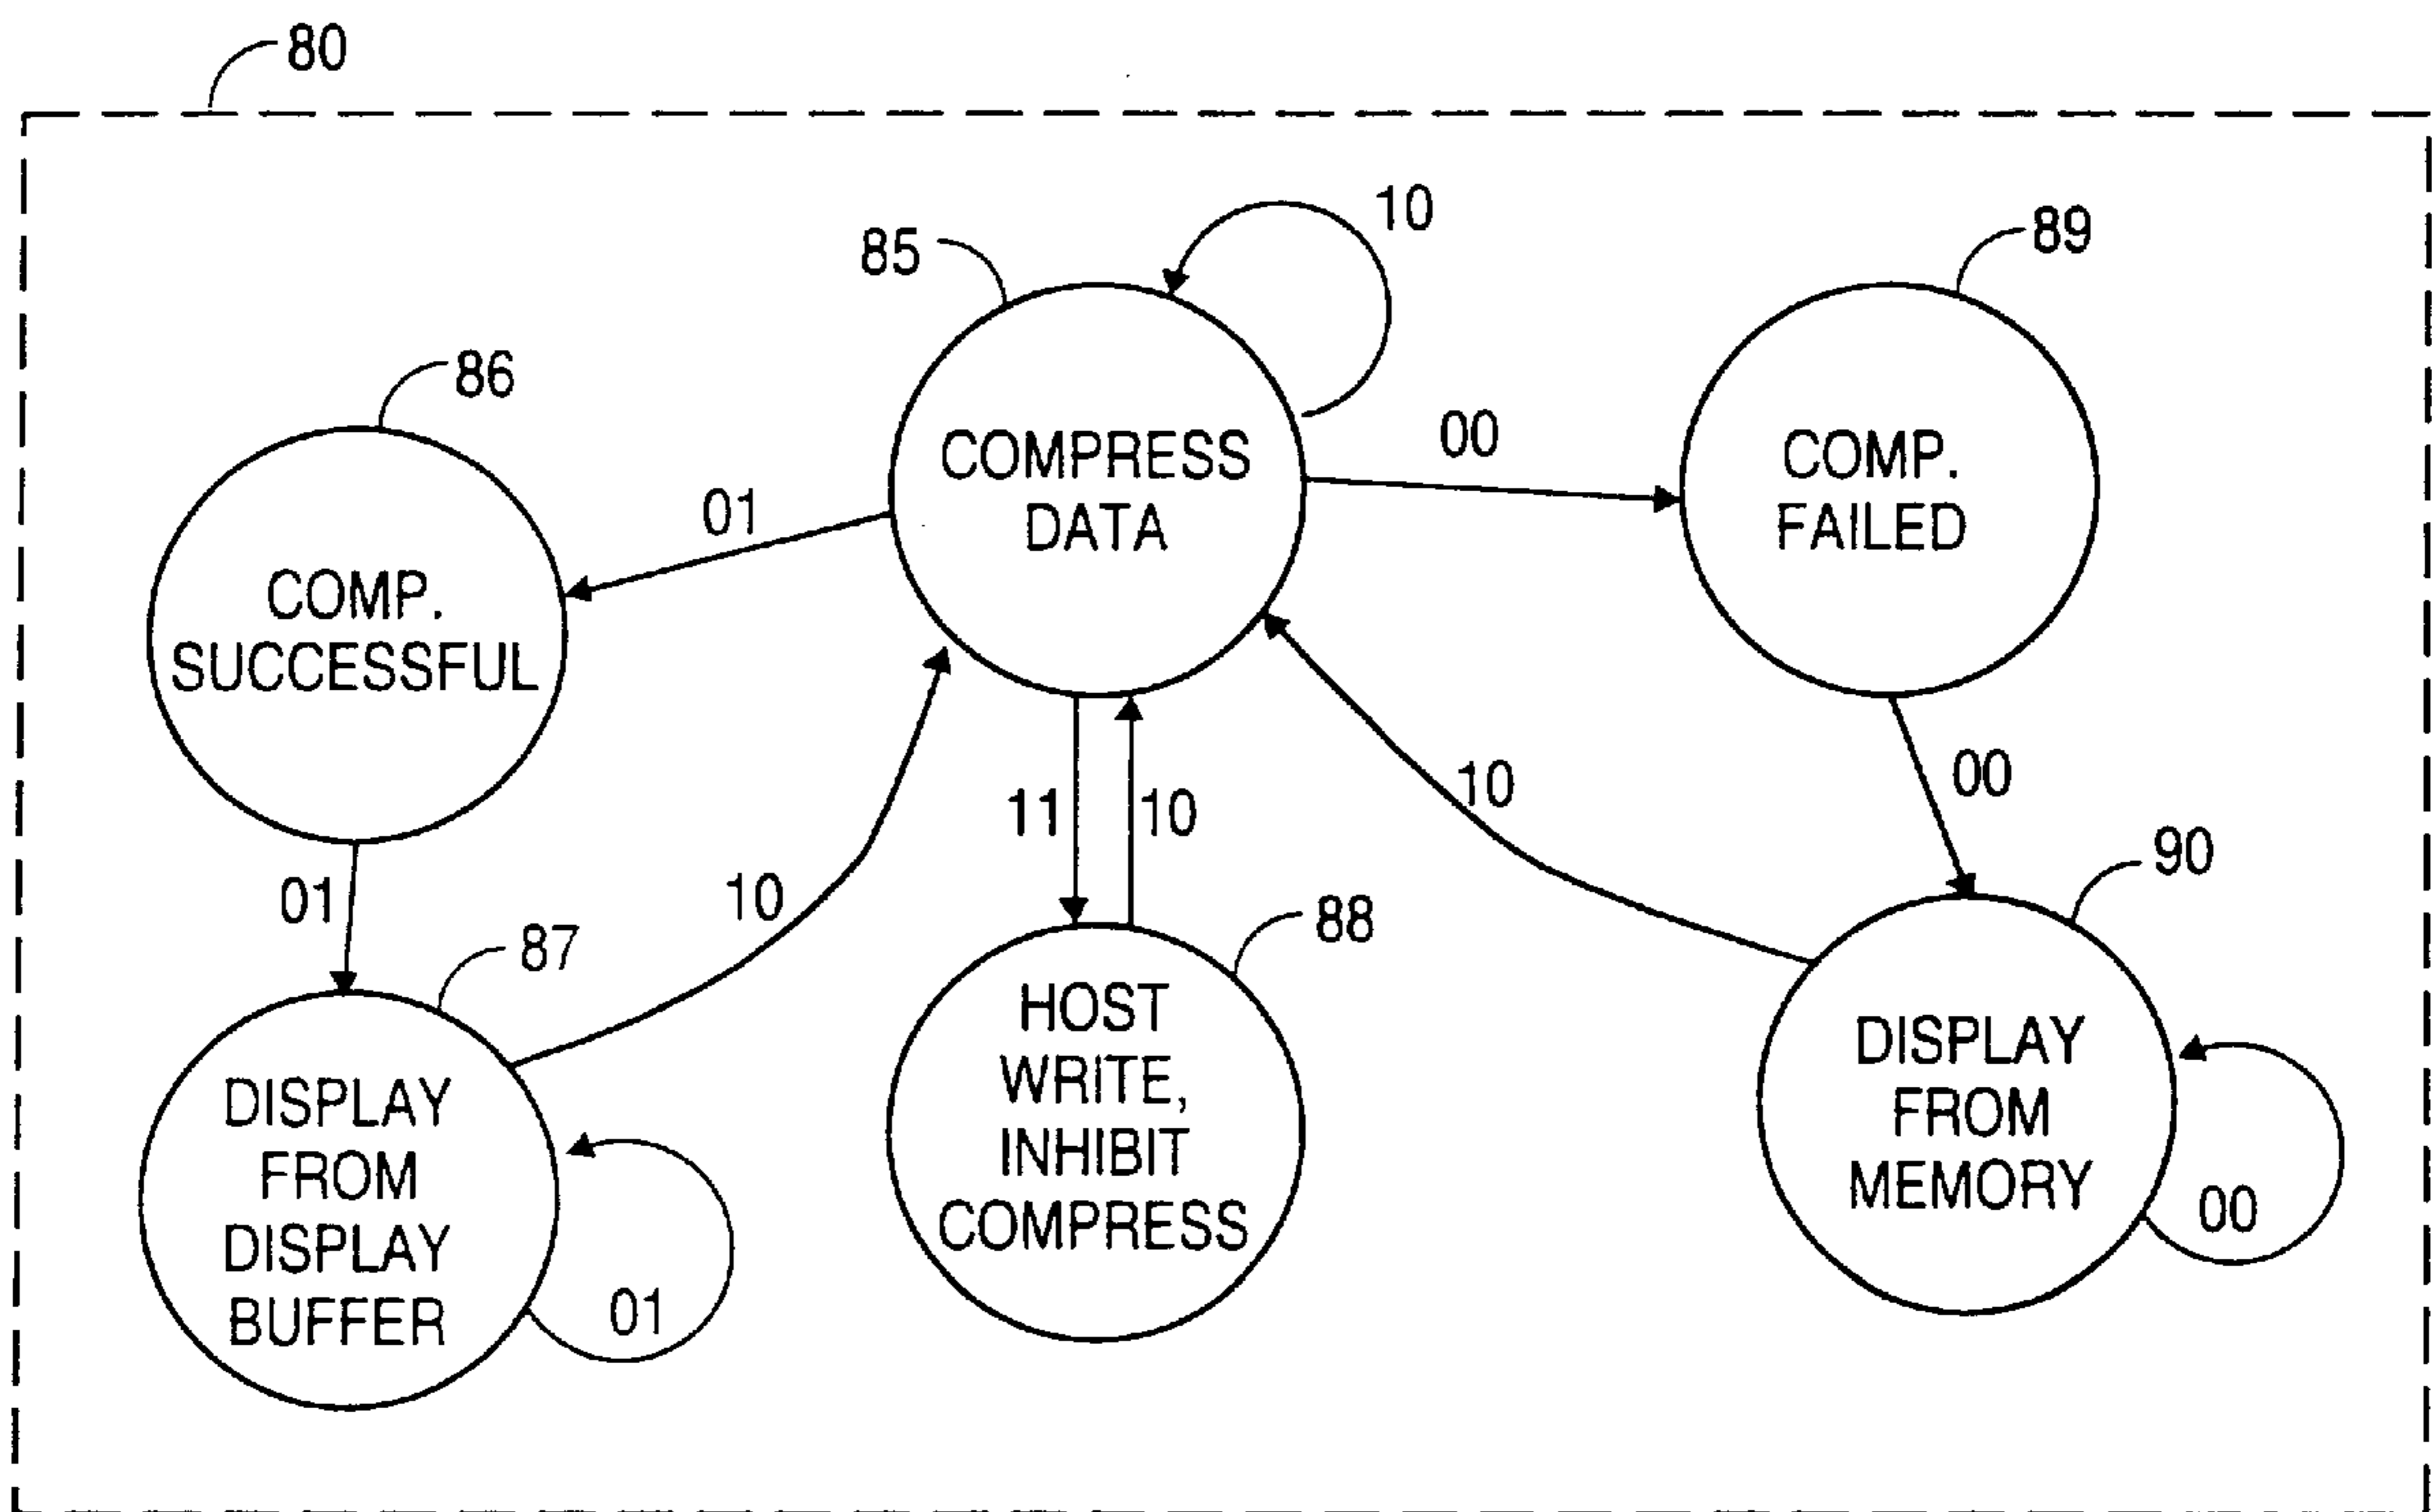 80
85
10
89
86
COMPRESS
DATA
00
COMP.
FAILED
01
COMP.
SUCCESSFUL
11
10
10
00
90
01
10
87
88
HOST
WRITE,
INHIBIT
COMPRESS
DISPLAY
FROM
MEMORY
00
DISPLAY
FROM
DISPLAY
BUFFER
01